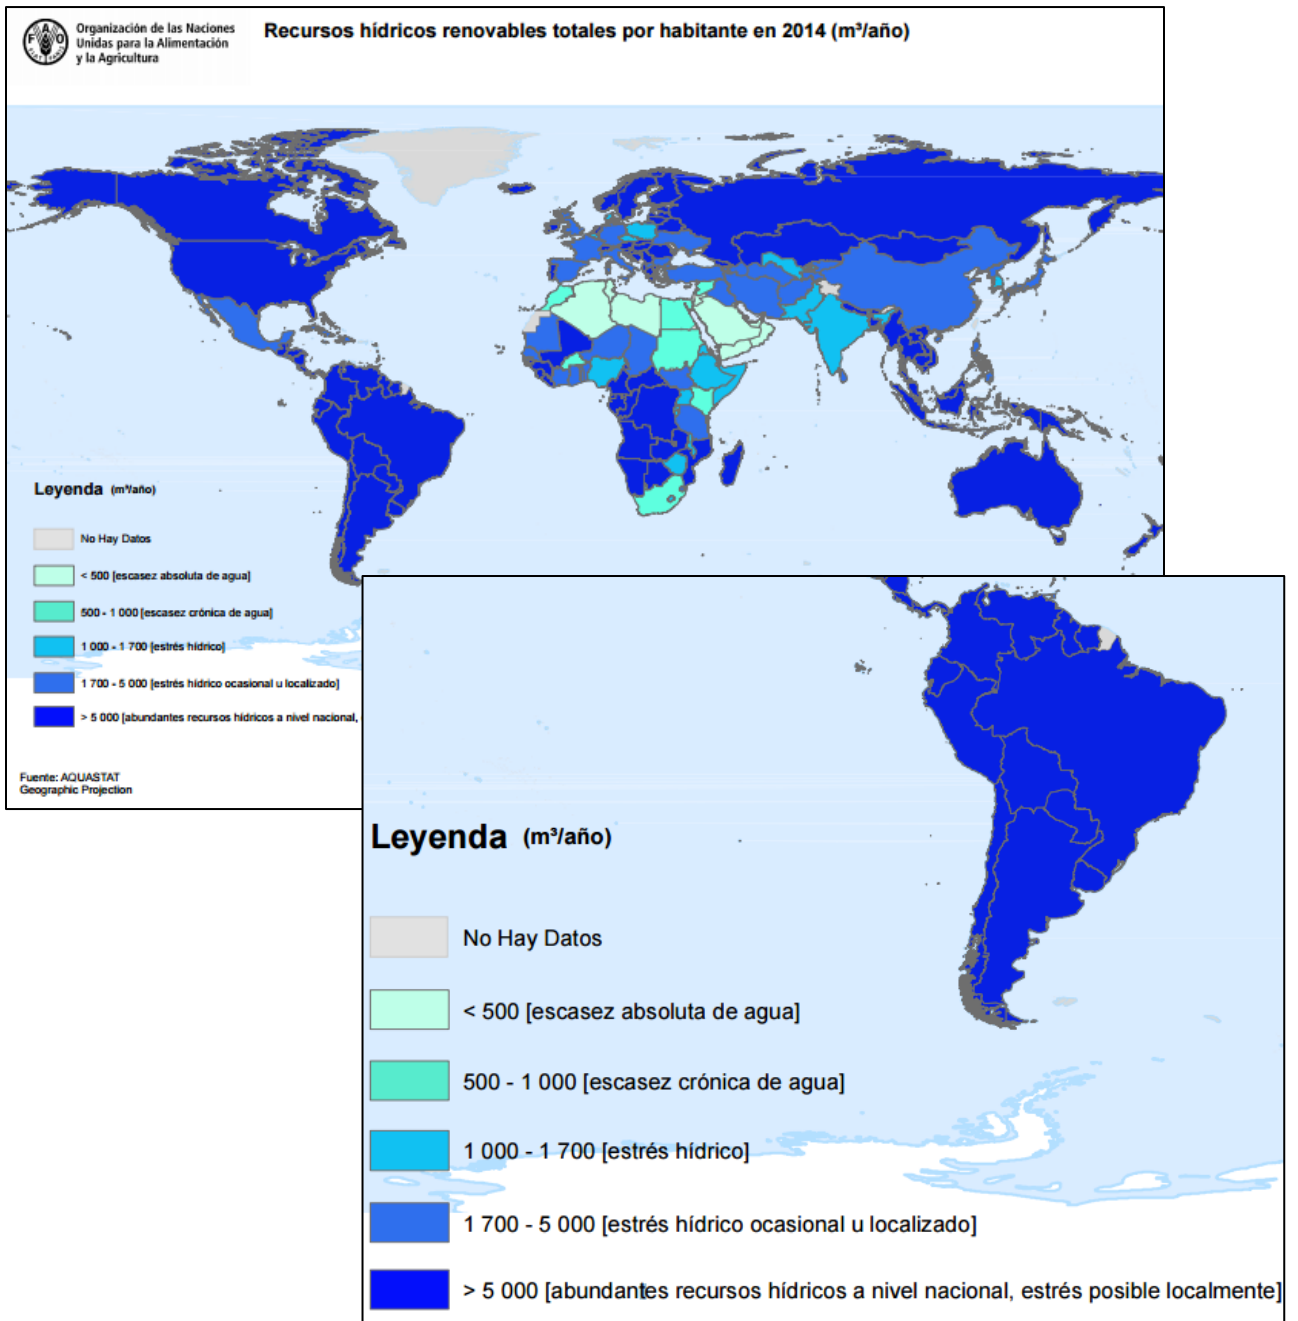 Organización de las Naciones
Unidas para la Alimentación
y la Agricultura
Recursos hídricos renovables totales por habitante en 2014 (m³/año)
Leyenda (m³/año)
No Hay Datos
< 500 [escasez absoluta de agua]
500 - 1 000 [escasez crónica de agua]
1 000 - 1 700 [estrés hídrico]
1 700 - 5 000 [estrés hídrico ocasional u localizado]
> 5 000 [abundantes recursos hídricos a nivel nacional,
Fuente: AQUASTAT
Geographic Projection
Leyenda (m³/año)
No Hay Datos
< 500 [escasez absoluta de agua]
500 - 1 000 [escasez crónica de agua]
1 000 - 1 700 [estrés hídrico]
1 700 - 5 000 [estrés hídrico ocasional u localizado]
> 5 000 [abundantes recursos hídricos a nivel nacional, estrés posible localmente]